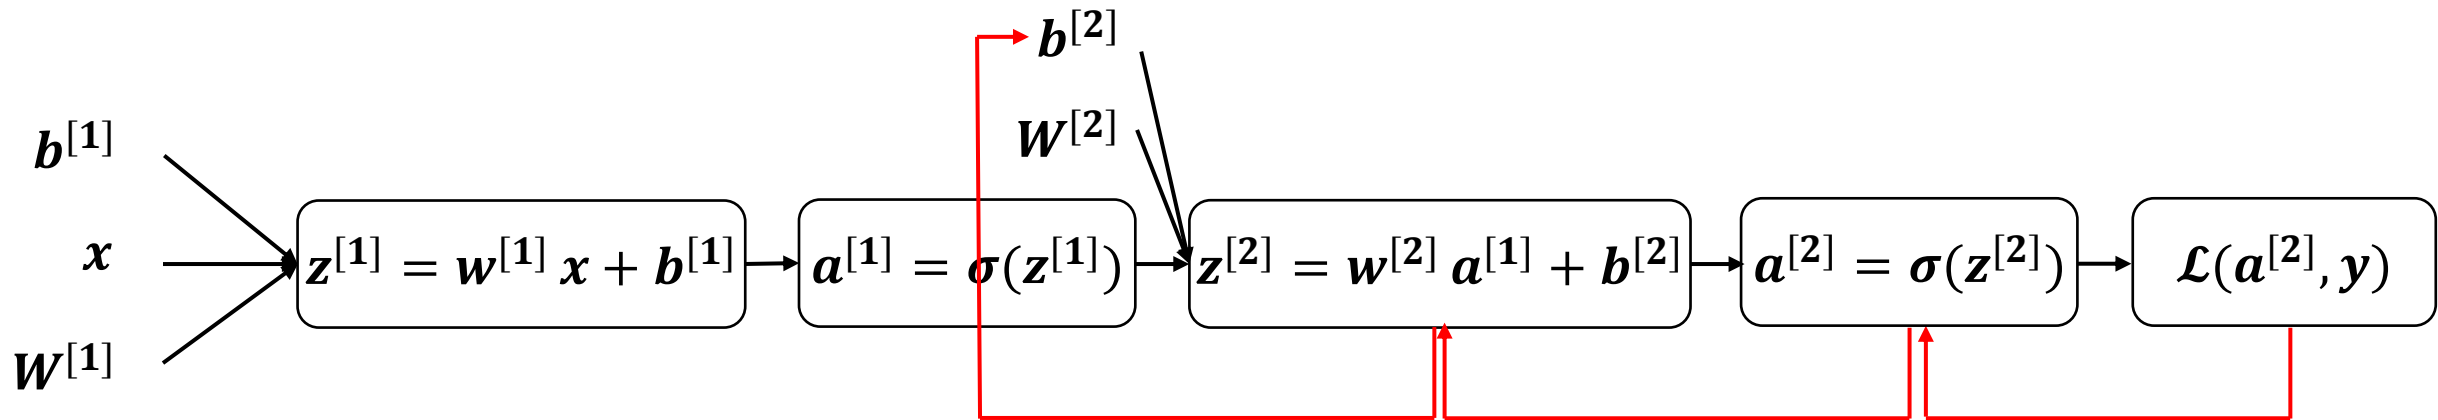 b^[2]
W^[2]
b^[1]
x
W^[1]
z^[1] = w^[1] x + b^[1]
a^[1] = σ(z^[1])
z^[2] = w^[2] a^[1] + b^[2]
a^[2] = σ(z^[2])
ℒ(a^[2], y)